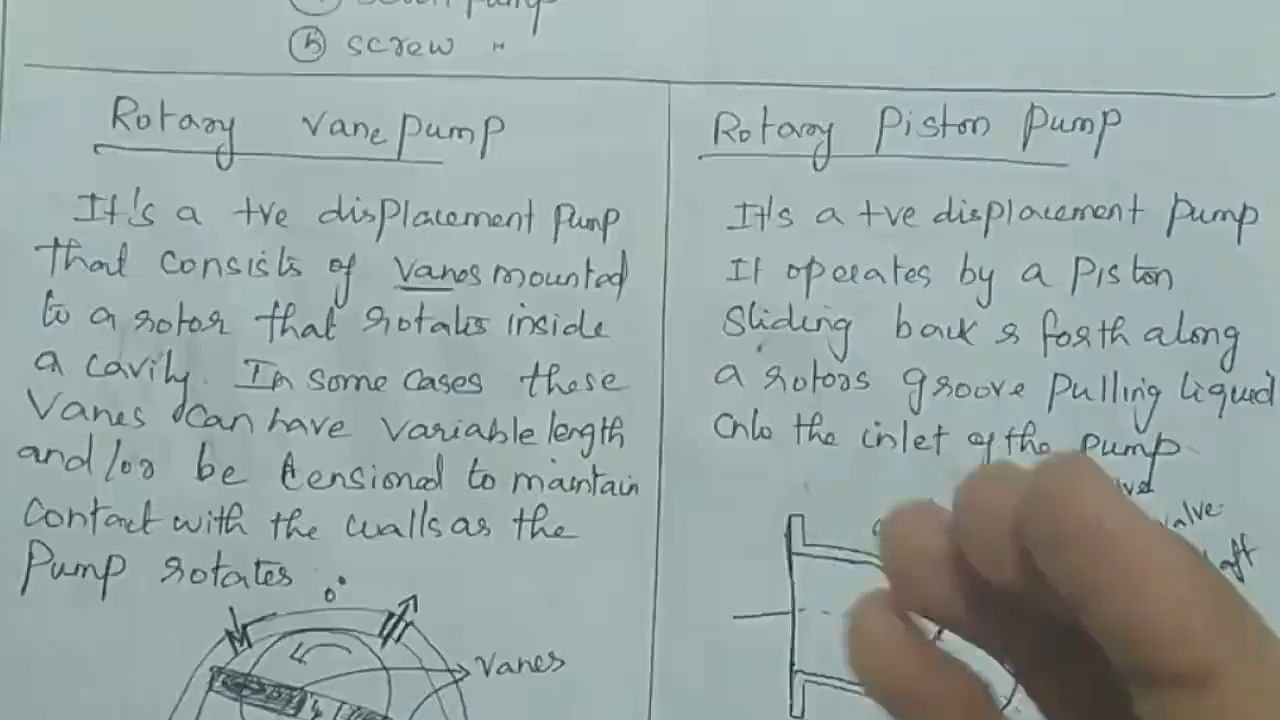 pump
⑤ screw "
Rotary vane pump
It's a +ve displacement pump
that consists of vanes mounted
to a rotor that rotates inside
a cavity. In some cases these
vanes can have variable length
and/or be tensioned to maintain
contact with the walls as the
pump rotates
0°
vanes
Rotary Piston Pump
It's a +ve displacement pump
It operates by a piston
sliding back & forth along
a rotors groove pulling liquid
into the inlet of the pump
valve